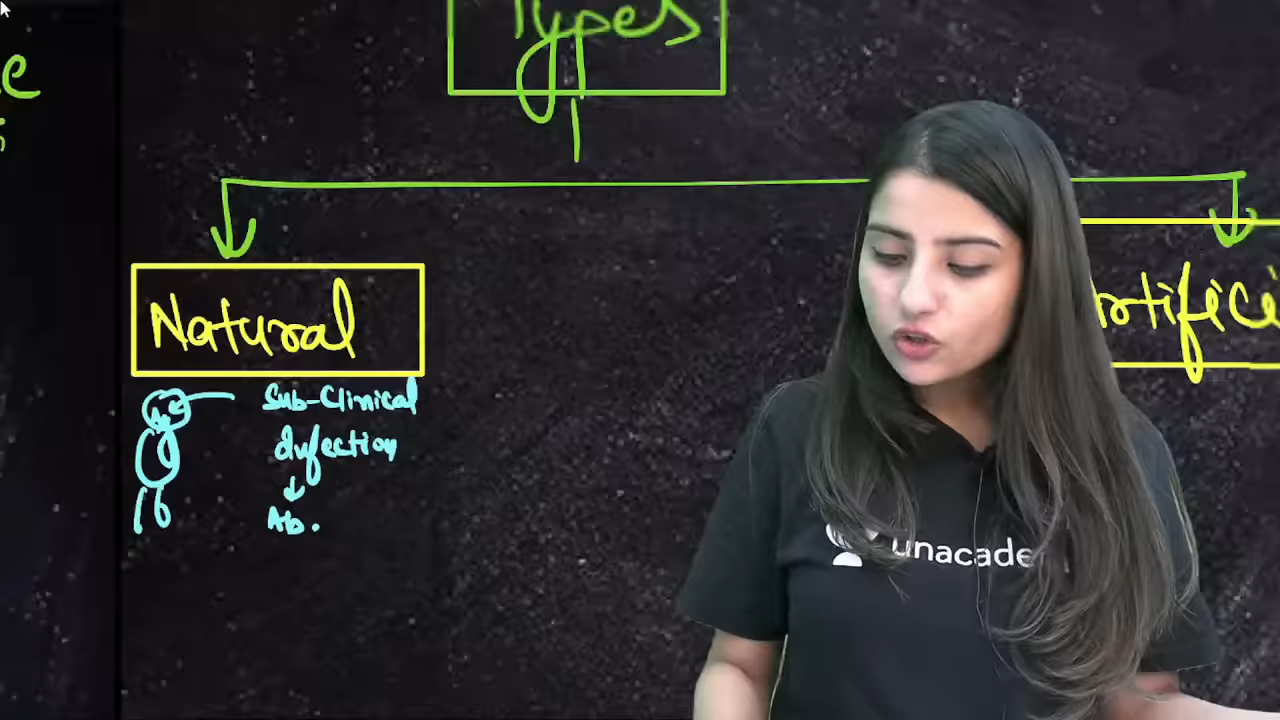 Types
Natural
Sub-Clinical
Infection
Ab.
unacade